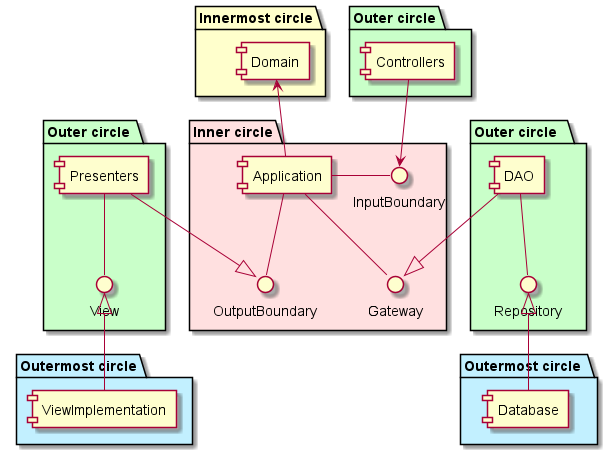 Innermost circle
Domain
Outer circle
Controllers
Outer circle
Presenters
View
Inner circle
Application
InputBoundary
OutputBoundary
Gateway
Outer circle
DAO
Repository
Outermost circle
ViewImplementation
Outermost circle
Database